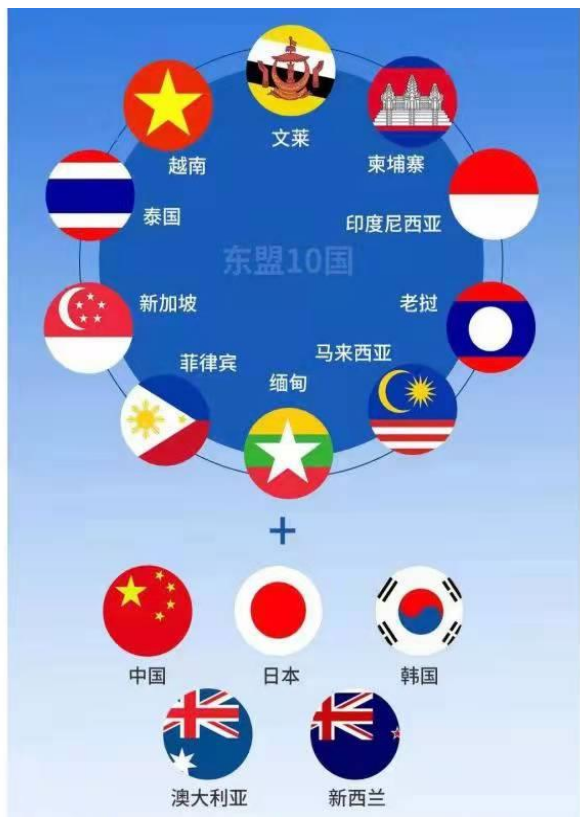 文莱
越南
柬埔寨
泰国
印度尼西亚
东盟10国
新加坡
老挝
菲律宾
马来西亚
缅甸
+
中国
日本
韩国
澳大利亚
新西兰